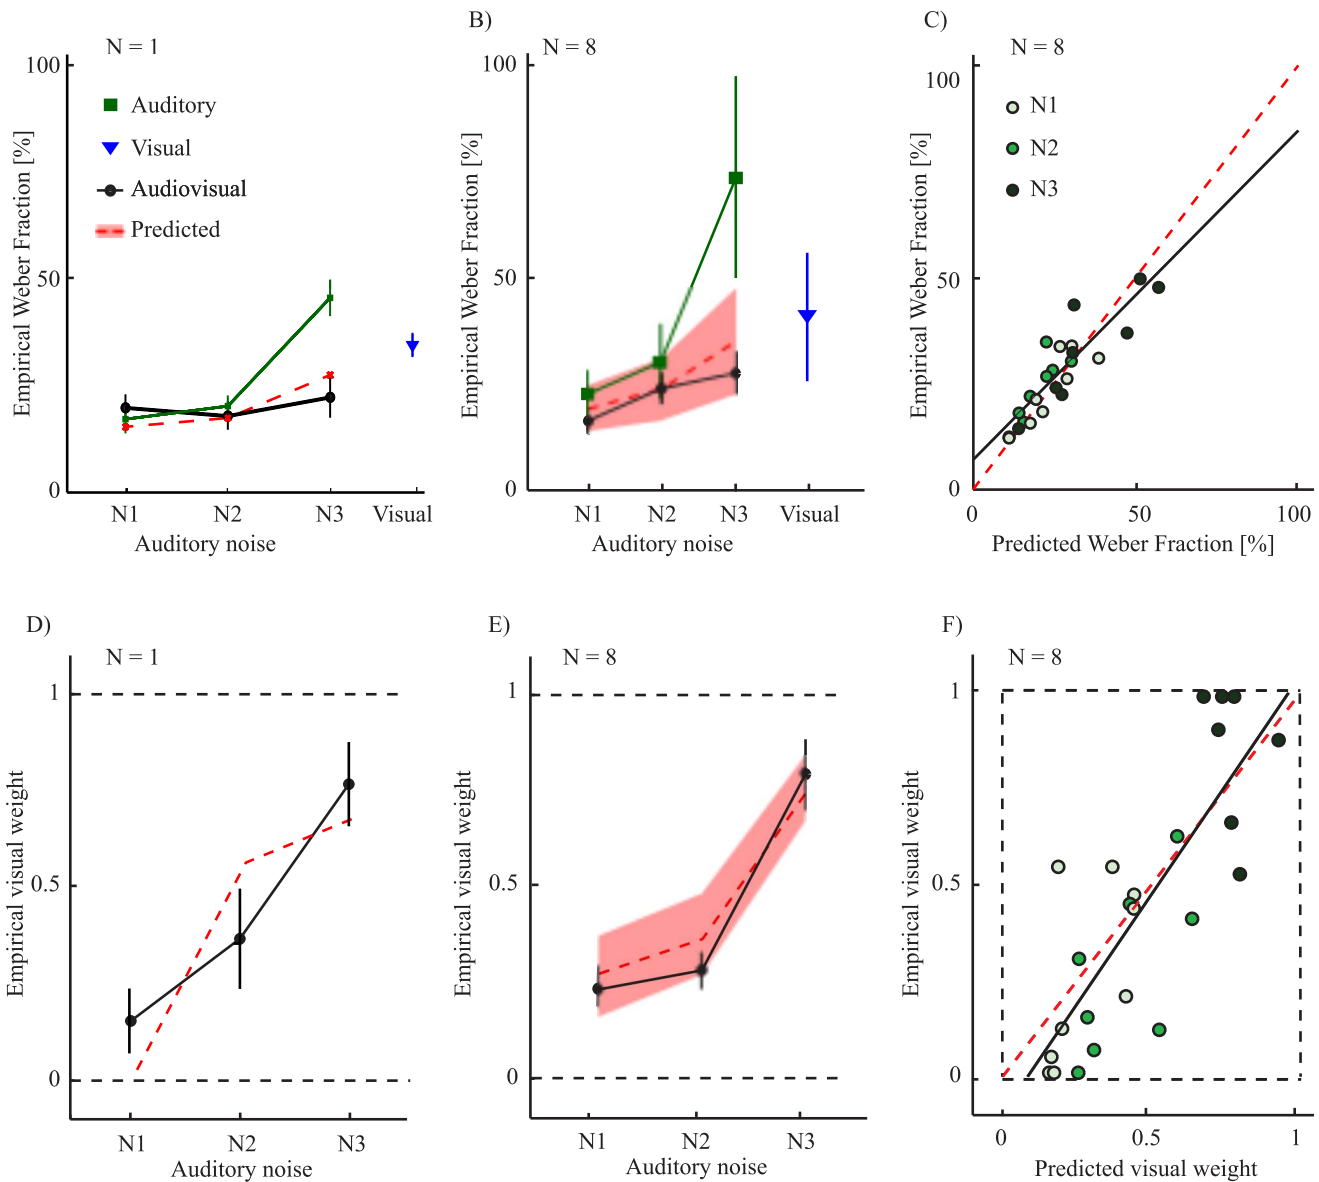 N = 1
100
Auditory
Visual
Audiovisual
Predicted
50
0
Empirical Weber Fraction [%]
N1 N2 N3 Visual
Auditory noise
B)
N = 8
100
50
0
Empirical Weber Fraction [%]
N1 N2 N3 Visual
Auditory noise
C)
N = 8
100
N1
N2
N3
50
0
Empirical Weber Fraction [%]
0 50 100
Predicted Weber Fraction [%]
D)
N = 1
1
0.5
0
Empirical visual weight
N1 N2 N3
Auditory noise
E)
N = 8
1
0.5
0
Empirical visual weight
N1 N2 N3
Auditory noise
F)
N = 8
1
0.5
0
Empirical visual weight
0 0.5 1
Predicted visual weight